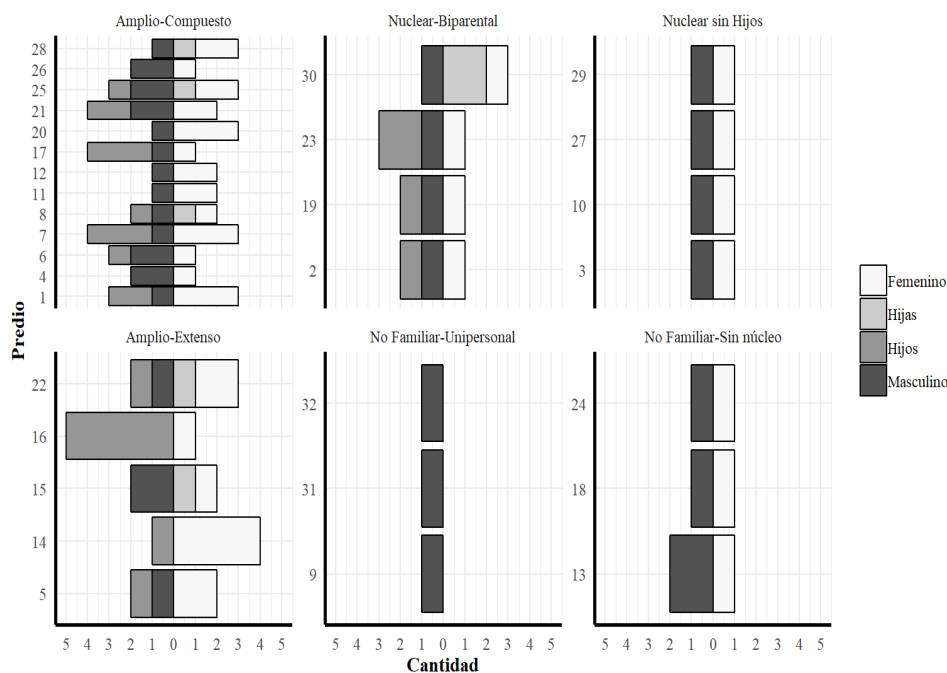 Amplio-Compuesto
Nuclear-Biparental
Nuclear sin Hijos
28
26
25
21
20
17
12
11
8
7
6
4
1
30
23
19
2
29
27
10
3
Predio
Amplio-Extenso
No Familiar-Unipersonal
No Familiar-Sin núcleo
22
16
15
14
5
32
31
9
24
18
13
5 4 3 2 1 0 1 2 3 4 5
5 4 3 2 1 0 1 2 3 4 5
5 4 3 2 1 0 1 2 3 4 5
Cantidad
Femenino
Hijas
Hijos
Masculino